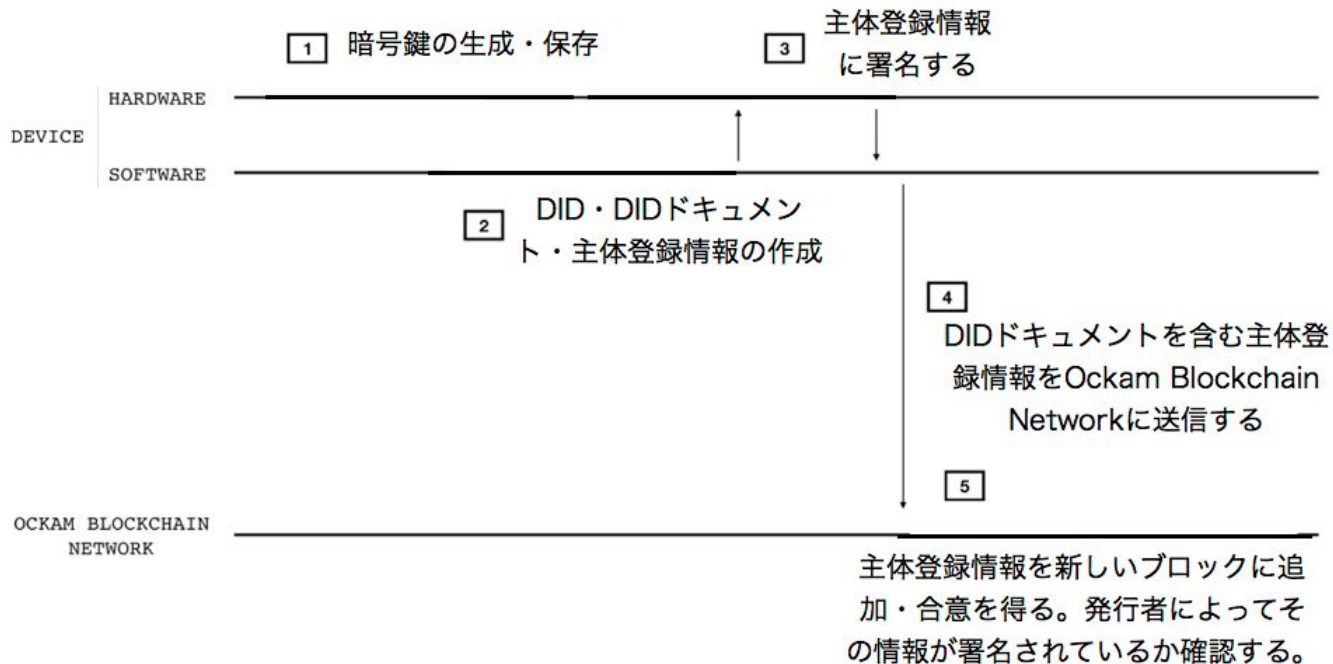 1
暗号鍵の生成・保存
3
主体登録情報
に署名する
HARDWARE
DEVICE
SOFTWARE
2
DID・DIDドキュメン
ト・主体登録情報の作成
4
DIDドキュメントを含む主体登
録情報をOckam Blockchain
Networkに送信する
5
OCKAM BLOCKCHAIN
NETWORK
主体登録情報を新しいブロックに追
加・合意を得る。発行者によってそ
の情報が署名されているか確認する。